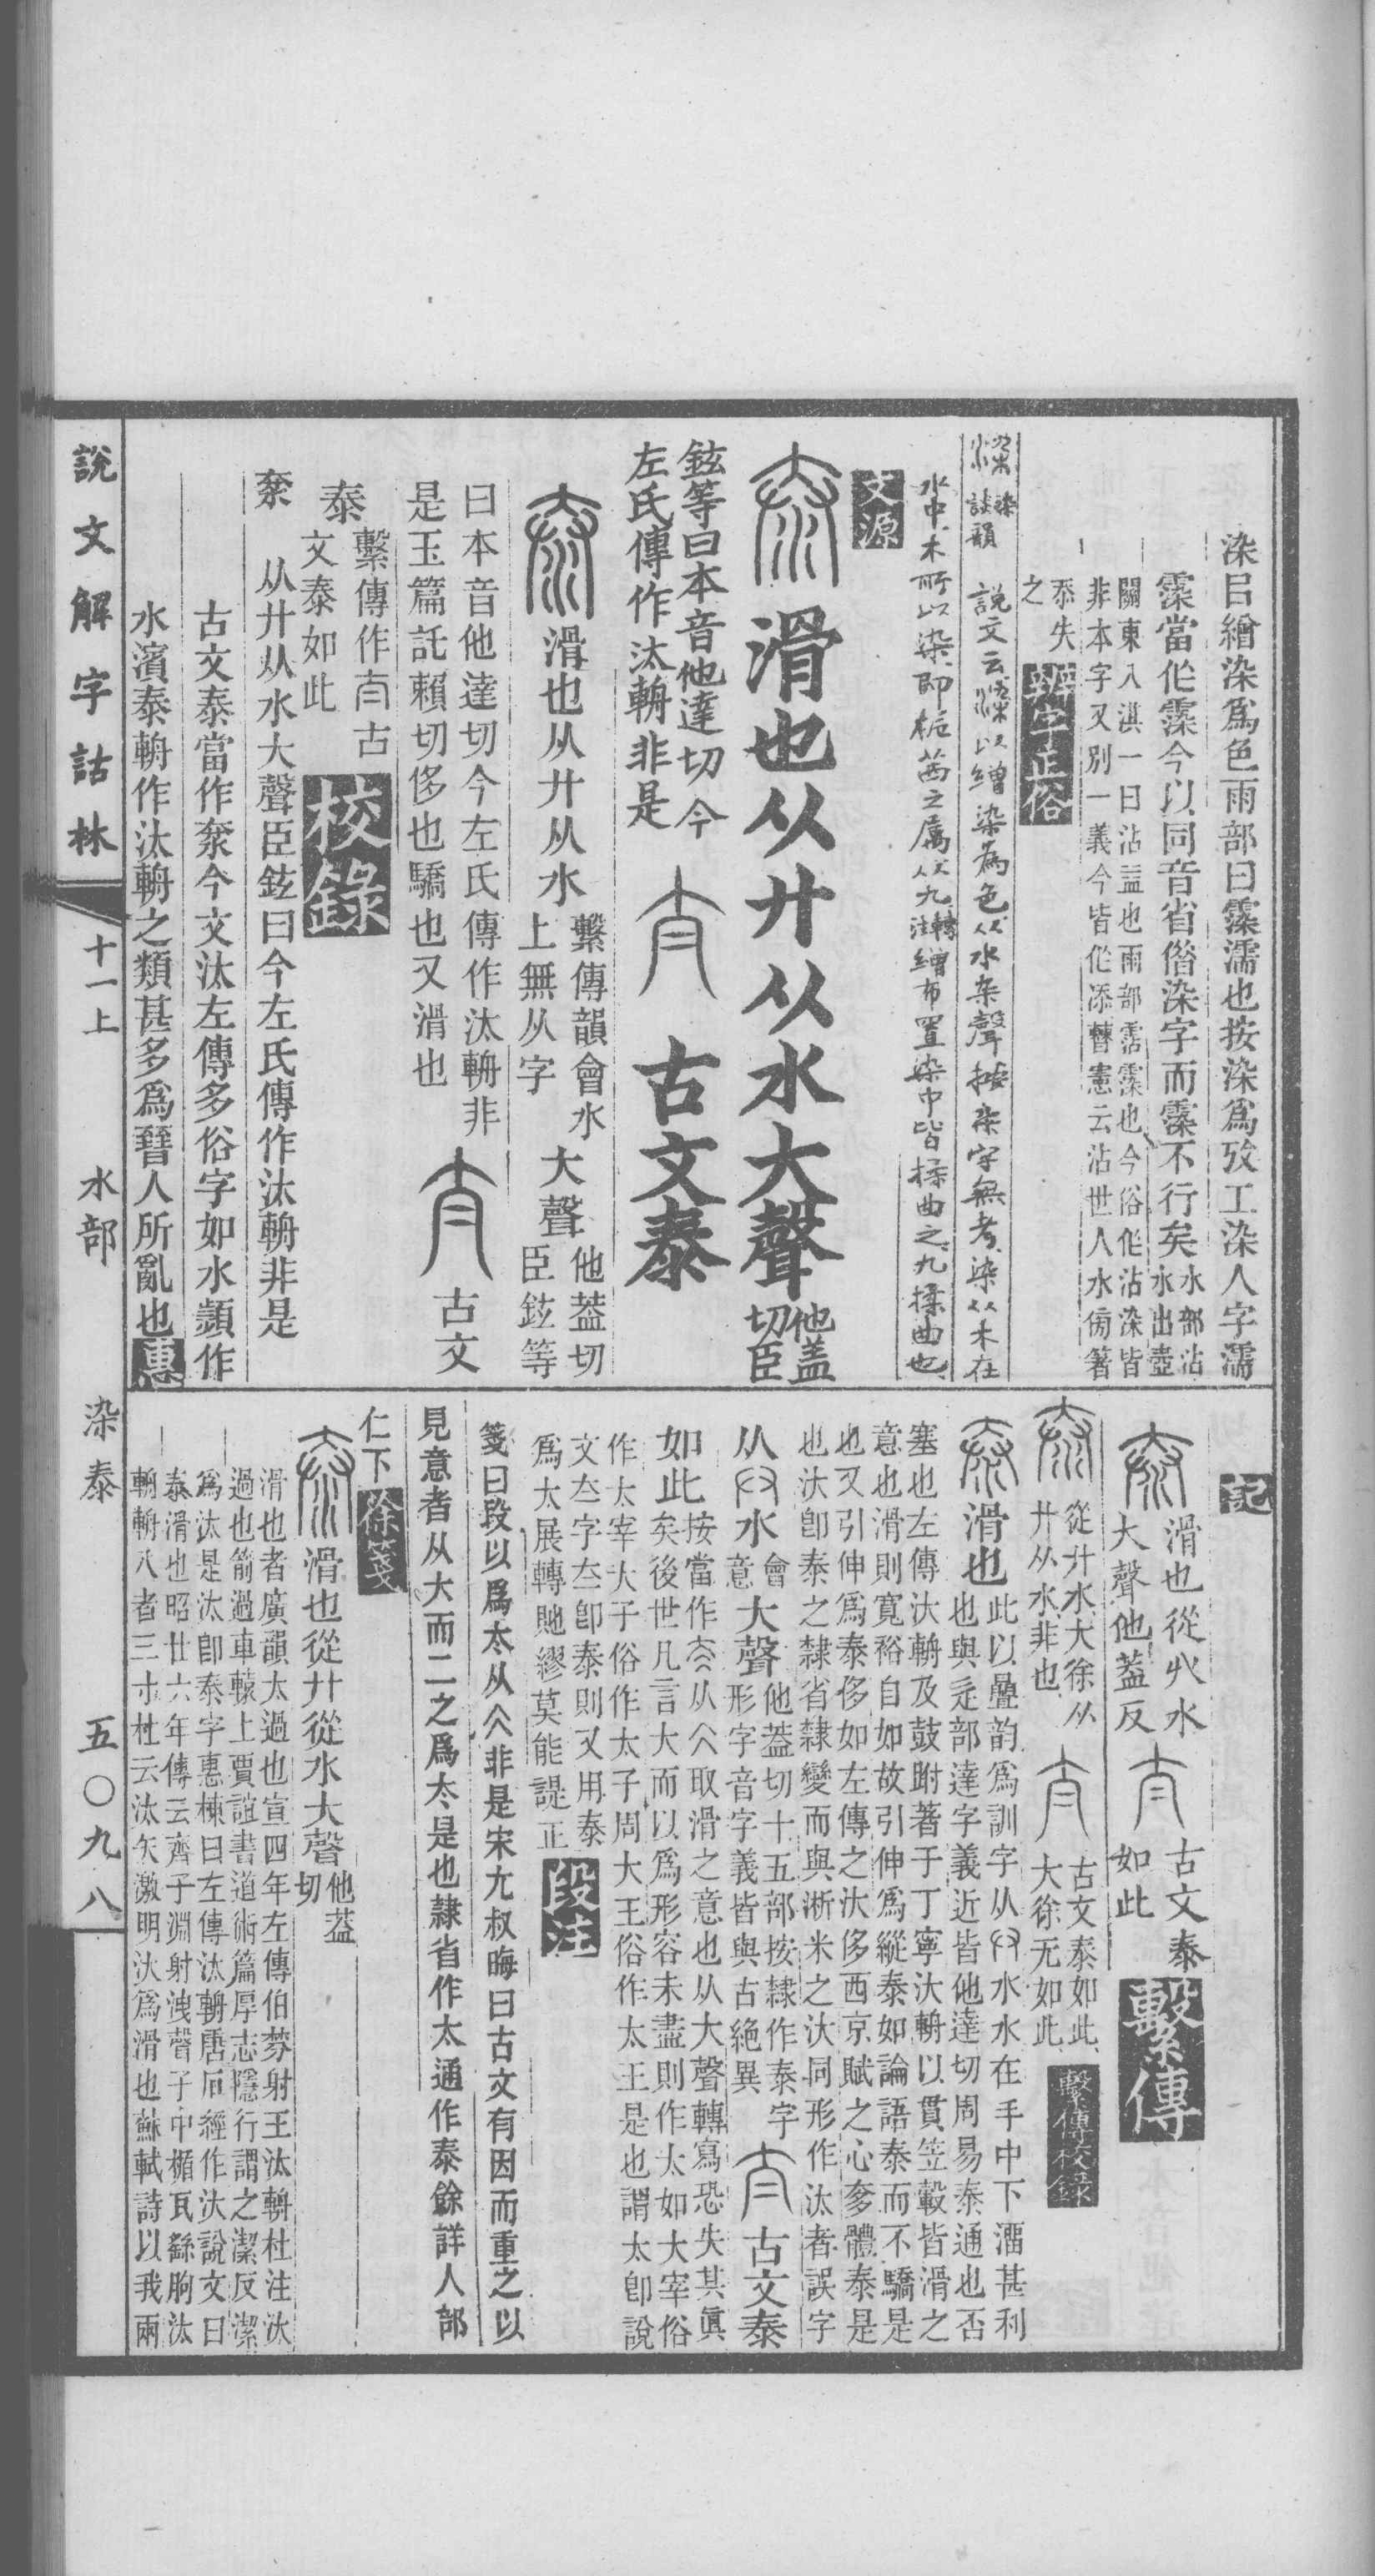 染㠯繒染爲色雨部曰䨙濡也按染爲攷工染人字濡
䨙當作䨙今以同音省借染字而䨙不行矣
水部沾水出壺
關東入淇一曰沾益也雨部霑䨙也今俗作沾染皆
非本字又別一義今皆作添瞽憲云沾世人水傍著
忝失之
辨字正俗
染 談韻
說文云染以繒染為色从水杂聲按杂字無考染从木在
水中木所以染即梔茜之屬从九轉注繒布置染中皆揉曲之九揉曲也
文源
滑也从廾从水大聲
他蓋切臣
鉉等曰本音他達切今
左氏傳作汰輈非是
古文泰
滑也从廾从水
繫傳韻會水
上無从字
大聲
他蓋切
臣鉉等
曰本音他達切今左氏傳作汰輈非
是玉篇託賴切侈也驕也又滑也
古文
泰
繫傳作夳古
文泰如此
校錄
从廾从水大聲臣鉉曰今左氏傳作汰輈非是
古文泰當作㤗今文汰左傳多俗字如水䫰作
水濱泰輈作汰輈之類甚多爲晉人所亂也
惠
記
滑也從𠬞水
大聲他蓋反
古文泰
如此
繫傳
從廾水大徐从
廾从水非也
古文泰如此
大徐无如此
繫傳校錄
滑也
此以疊韵爲訓字从𠬞水水在手中下澑甚利
也與辵部達字義近皆他達切周易泰通也否
塞也左傳汏輈及鼓跗著于丁寧汏輈以貫笠轂皆滑之
意也滑則寬裕自如故引伸爲縱泰如論語泰而不驕是
也又引伸爲泰侈如左傳之汏侈西京賦之心奓體泰是
也汏卽泰之隸省隸變而與淅米之汏同形作汰者誤字
从𠬞水
會意
大聲
他蓋切十五部按隸作泰字
形字音字義皆與古絕異
古文泰
如此
按當作夳从仌取滑之意也从大聲轉寫恐失其眞
矣後世凡言大而以爲形容未盡則作太如大宰俗
作太宰大子俗作太子周大王俗作太王是也謂太卽說
文夳字夳卽泰則又用泰
爲太展轉貤繆莫能諟正
段注
箋曰段以爲太从仌非是宋尢叔晦曰古文有因而重之以
見意者从大而二之爲夳是也隸省作太通作泰餘詳人部
仁下
徐箋
滑也從廾從水大聲
他蓋切
滑也者廣韻太過也宣四年左傳伯棼射王汰輈杜注汏
過也箭過車轅上賈誼書道術篇厚志隱行謂之潔反潔
爲汰是汰卽泰字惠棟曰左傳汰輈唐石經作汏說文曰
泰滑也昭廿六年傳云齊子淵射洩聲子中楯瓦繇朐汰
輈輈入者三寸杜云汰矢激明汏爲滑也蘇軾詩以我兩
說文解字詁林
十一上
水部
染泰
五〇九八